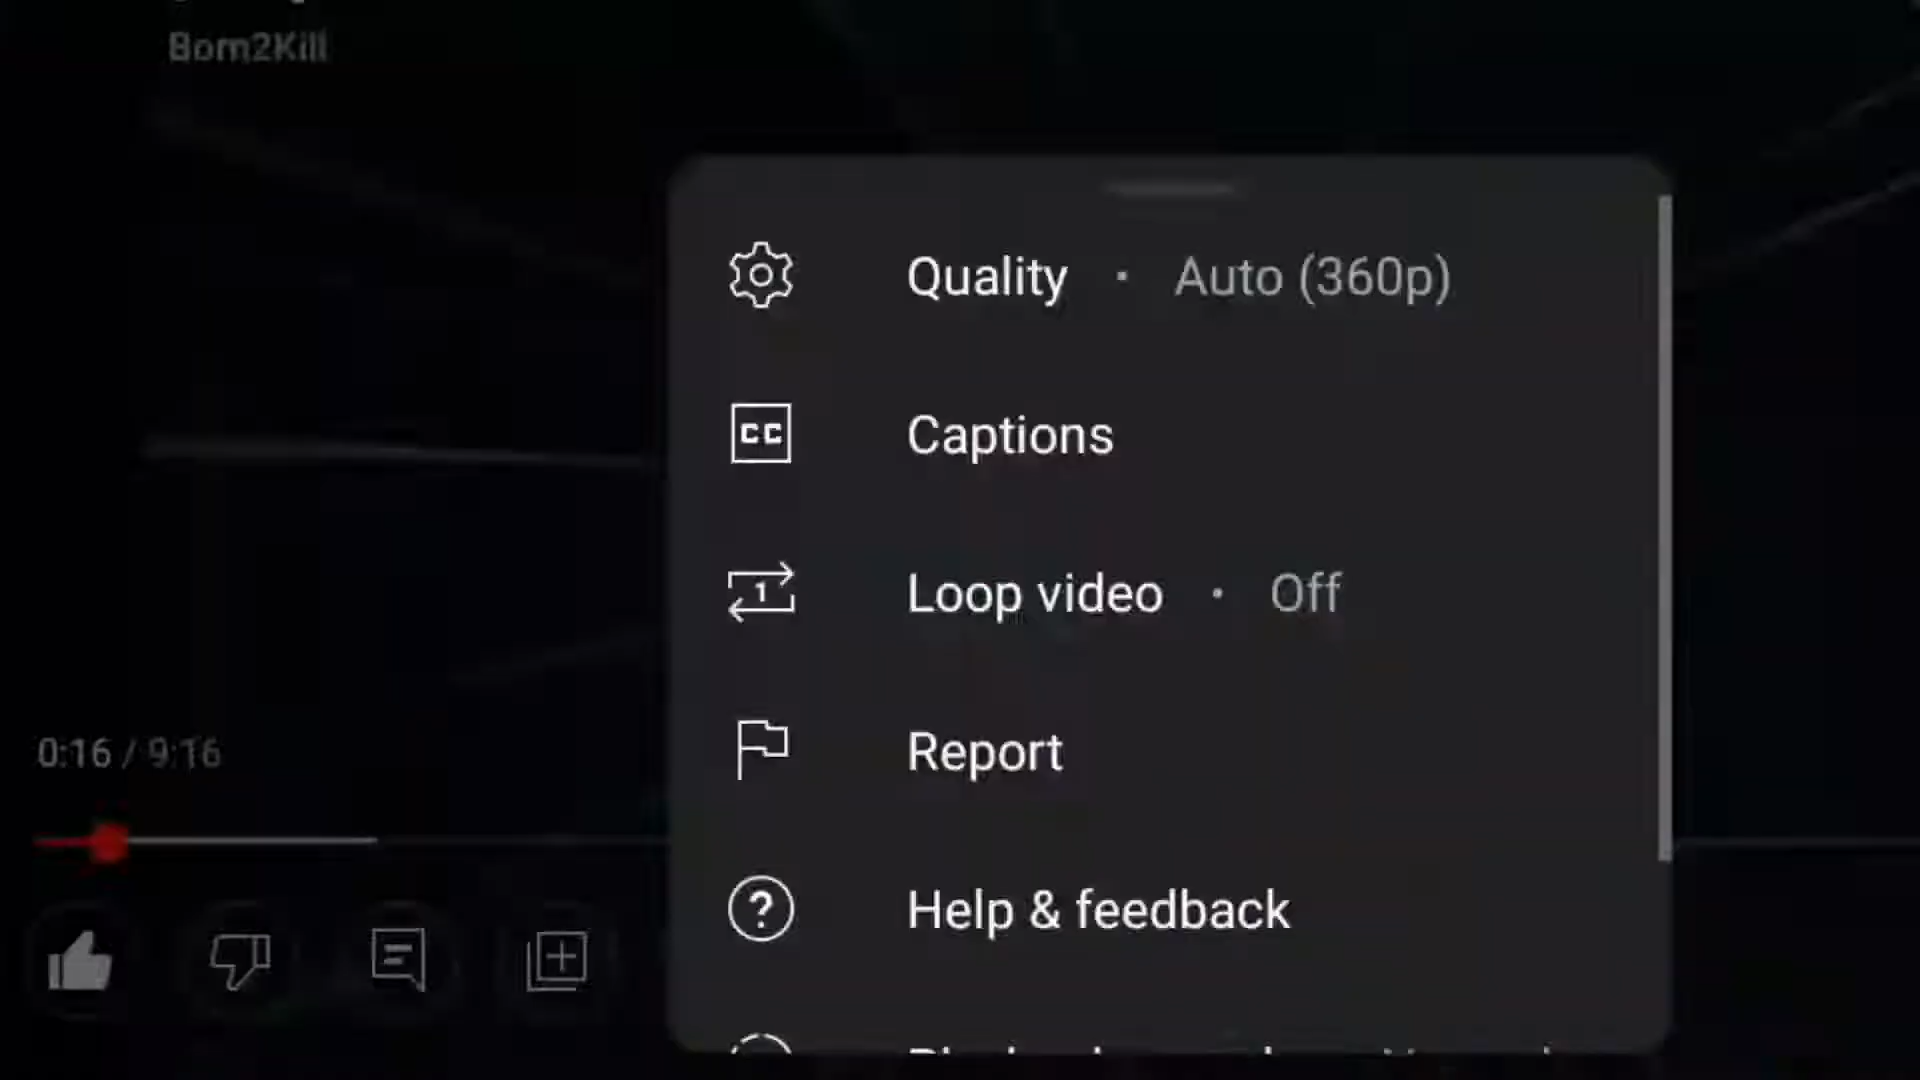 Born2Kill
Quality • Auto (360p)
CC Captions
1 Loop video • Off
Report
0:16 / 9:16
? Help & feedback